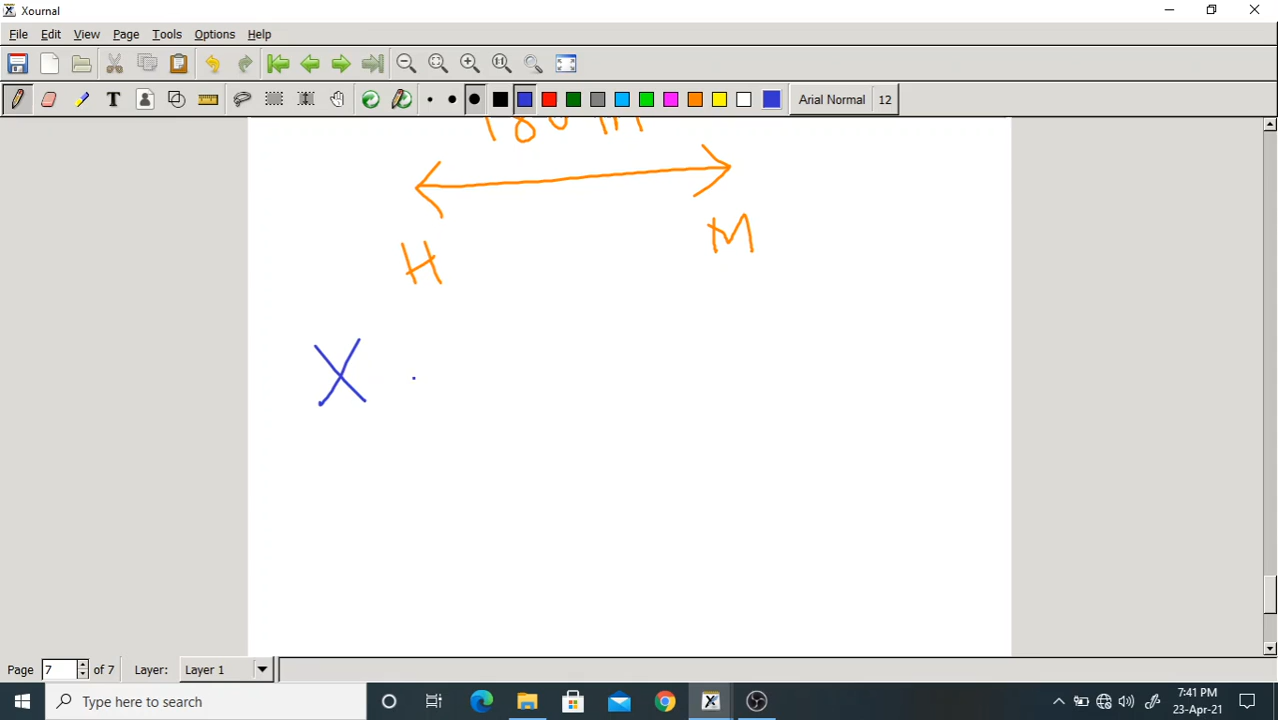 Xournal
File Edit View Page Tools Options Help
T Arial Normal 12
180 m
H M
X
Page 7 of 7 Layer: Layer 1
Type here to search
7:41 PM
23-Apr-21